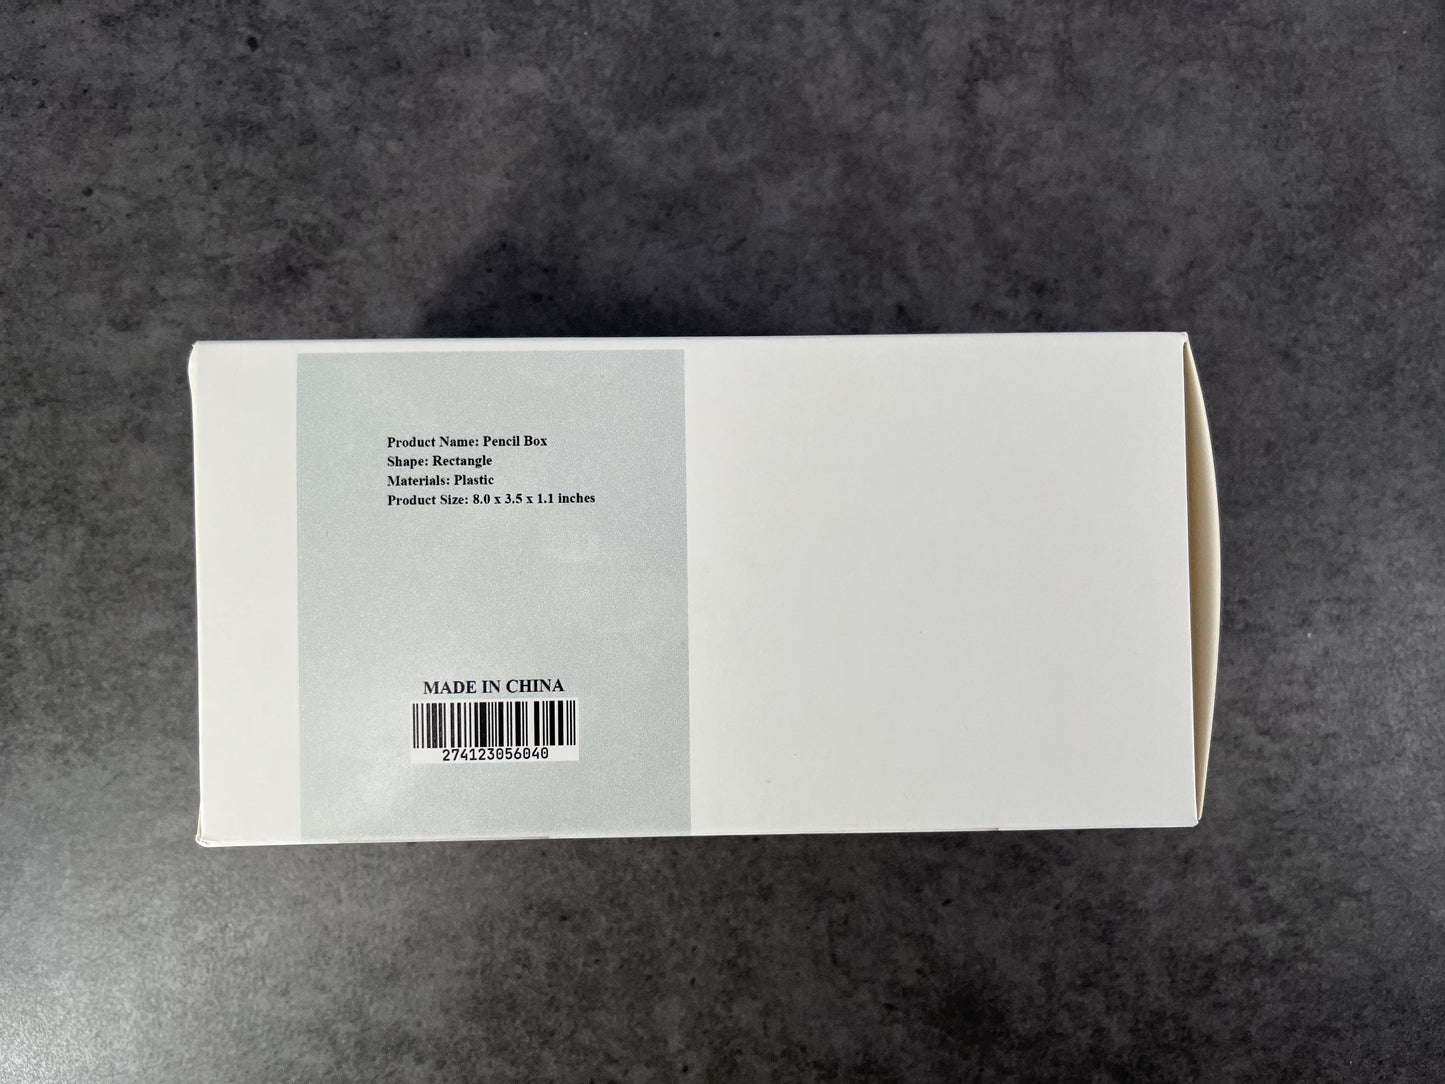 Product Name: Pencil Box
Shape: Rectangle
Materials: Plastic
Product Size: 8.0 x 3.5 x 1.1 inches
MADE IN CHINA
274123056040